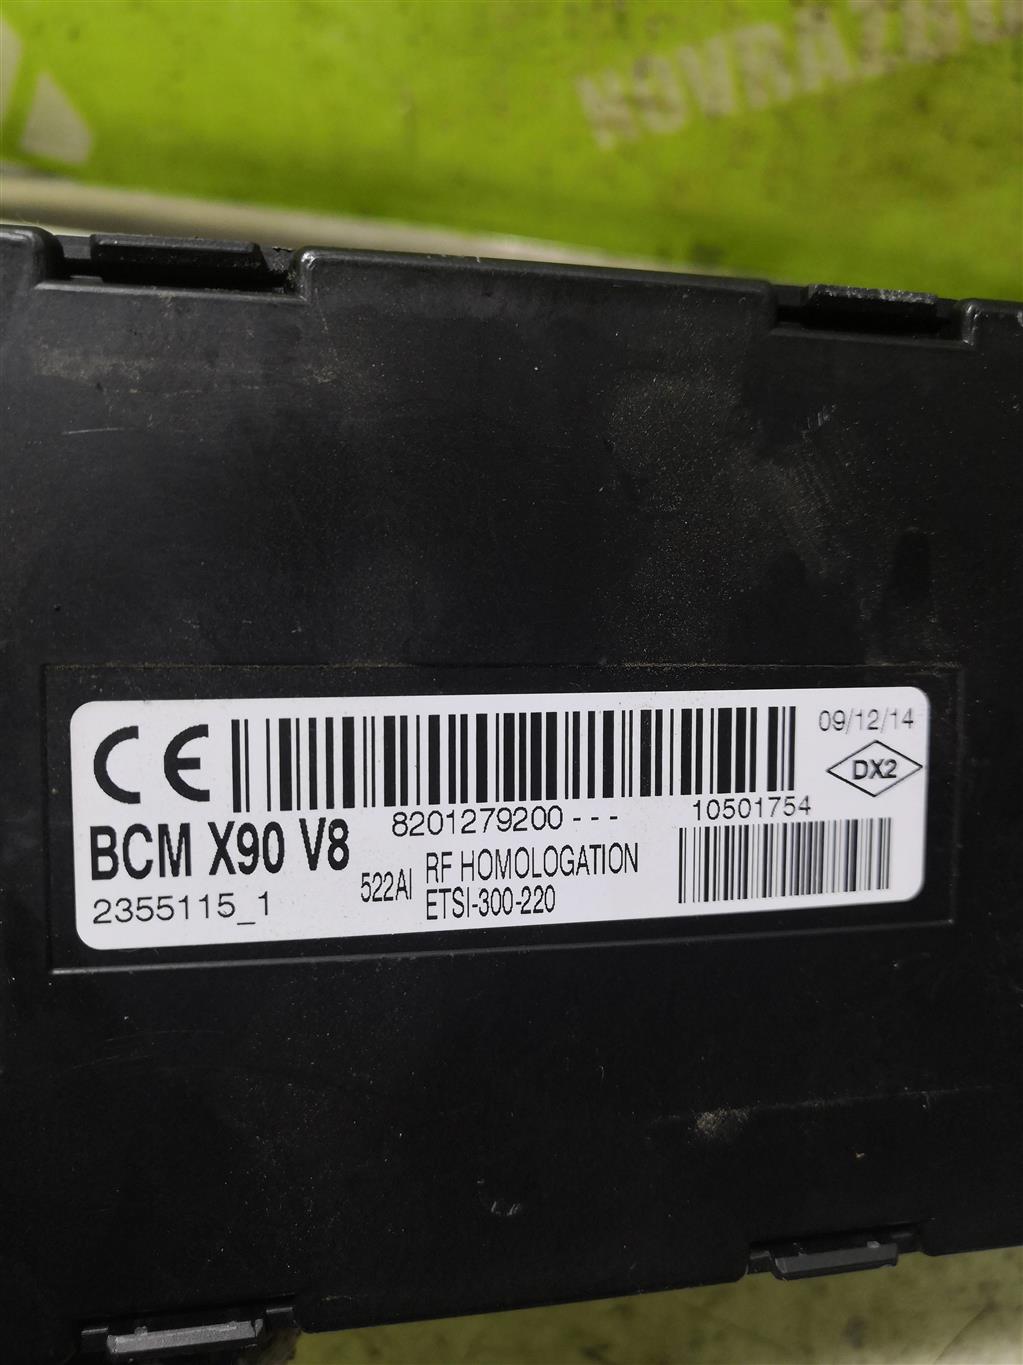 CE
09/12/14
DX2
8201279200---
10501754
BCM X90 V8
522AI
RF HOMOLOGATION
ETSI-300-220
2355115_1